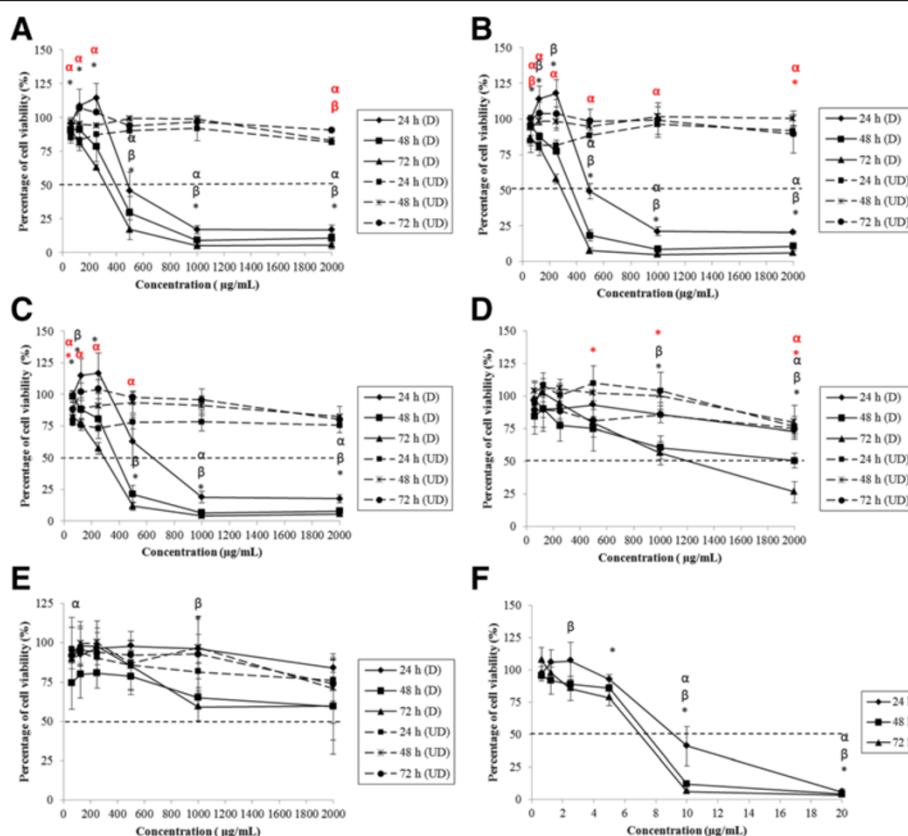 A
α
α
α
*
*
*
α
β
α
β
*
α
β
*
α
β
*
150
125
100
75
50
25
0
Percentage of cell viability (%)
0 200 400 600 800 1000 1200 1400 1600 1800 2000
Concentration ( µg/mL)
24 h (D)
48 h (D)
72 h (D)
24 h (UD)
48 h (UD)
72 h (UD)
B
α
β
*
α
β
*
β
*
α
α
α
α
*
α
β
*
α
β
*
α
β
*
150
125
100
75
50
25
0
Percentage of cell viability (%)
0 200 400 600 800 1000 1200 1400 1600 1800 2000
Concentration (µg/mL)
24 h (D)
48 h (D)
72 h (D)
24 h (UD)
48 h (UD)
72 h (UD)
C
α
*
*
β
*
α
*
α
α
β
*
α
β
*
α
β
*
150
125
100
75
50
25
0
Percentage of cell viability (%)
0 200 400 600 800 1000 1200 1400 1600 1800 2000
Concentration (µg/mL)
24 h (D)
48 h (D)
72 h (D)
24 h (UD)
48 h (UD)
72 h (UD)
D
*
*
β
*
α
*
α
β
*
150
125
100
75
50
25
0
Percentage of cell viability (%)
0 200 400 600 800 1000 1200 1400 1600 1800 2000
Concentration ( µg/mL)
24 h (D)
48 h (D)
72 h (D)
24 h (UD)
48 h (UD)
72 h (UD)
E
α
β
*
125
100
75
50
25
0
Percentage of cell viability (%)
0 200 400 600 800 1000 1200 1400 1600 1800 2000
Concentration ( µg/mL)
24 h (D)
48 h (D)
72 h (D)
24 h (UD)
48 h (UD)
72 h (UD)
F
β
*
α
β
*
α
β
*
150
125
100
75
50
25
0
Percentage of cell viability (%)
0 2 4 6 8 10 12 14 16 18 20
Concentration (µg/mL)
24
48
72